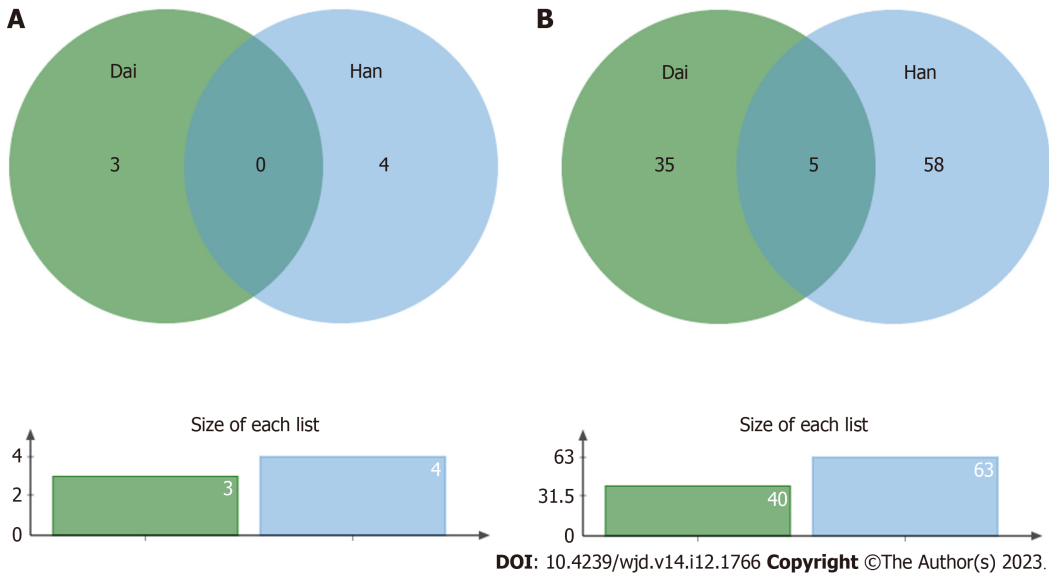 A
Dai
Han
3
0
4
Size of each list
4
2
0
3
4
B
Dai
Han
35
5
58
Size of each list
63
31.5
0
40
63
DOI: 10.4239/wjd.v14.i12.1766 Copyright ©The Author(s) 2023.